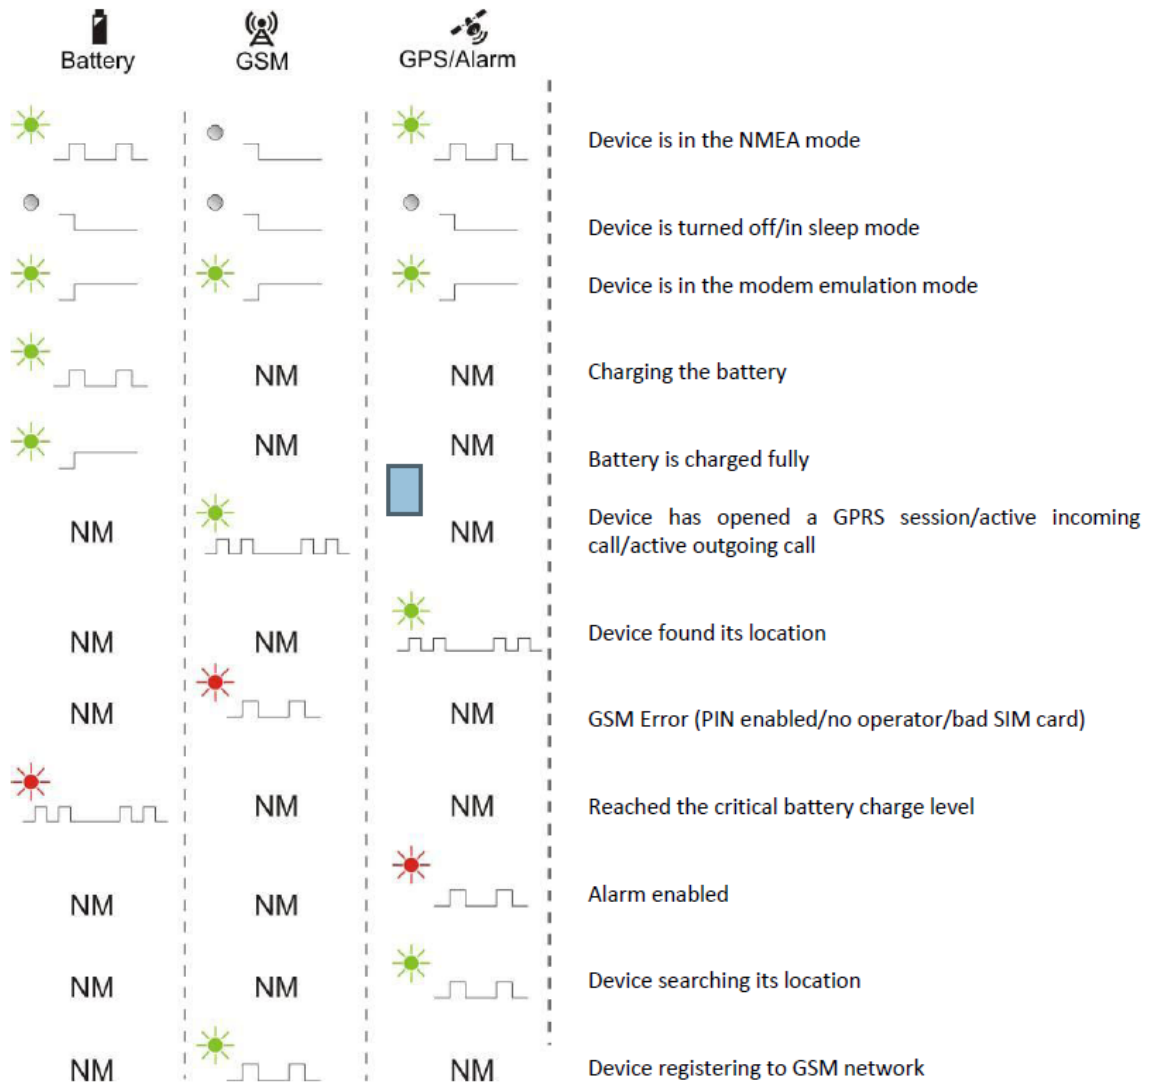 Battery GSM GPS/Alarm
Device is in the NMEA mode
Device is turned off/in sleep mode
Device is in the modem emulation mode
NM NM Charging the battery
NM NM Battery is charged fully
NM NM Device has opened a GPRS session/active incoming
call/active outgoing call
NM NM Device found its location
NM NM GSM Error (PIN enabled/no operator/bad SIM card)
NM NM Reached the critical battery charge level
NM NM Alarm enabled
NM NM Device searching its location
NM NM Device registering to GSM network